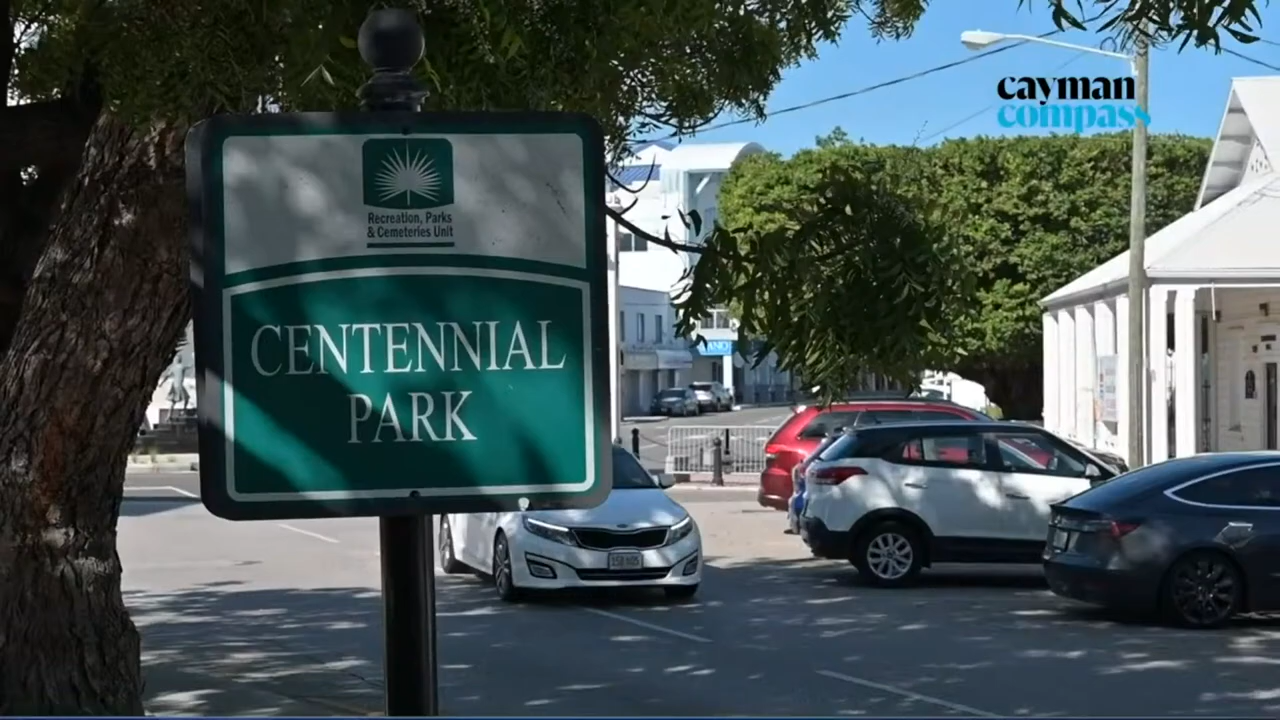 cayman
compass
Recreation, Parks
& Cemeteries Unit
CENTENNIAL
PARK